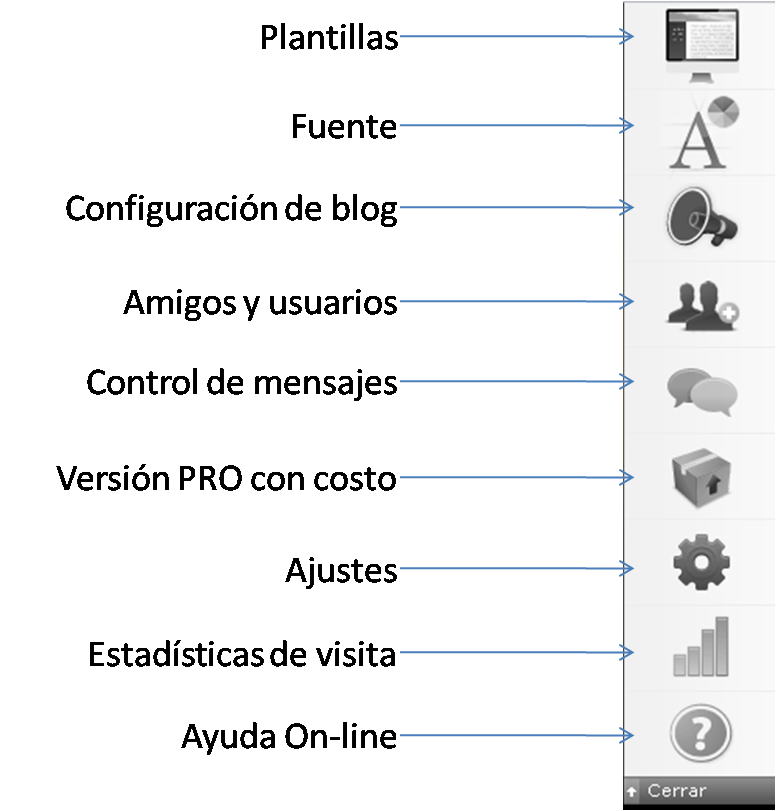 Plantillas
Fuente
Configuración de blog
Amigos y usuarios
Control de mensajes
Versión PRO con costo
Ajustes
Estadísticas de visita
Ayuda On-line
Cerrar